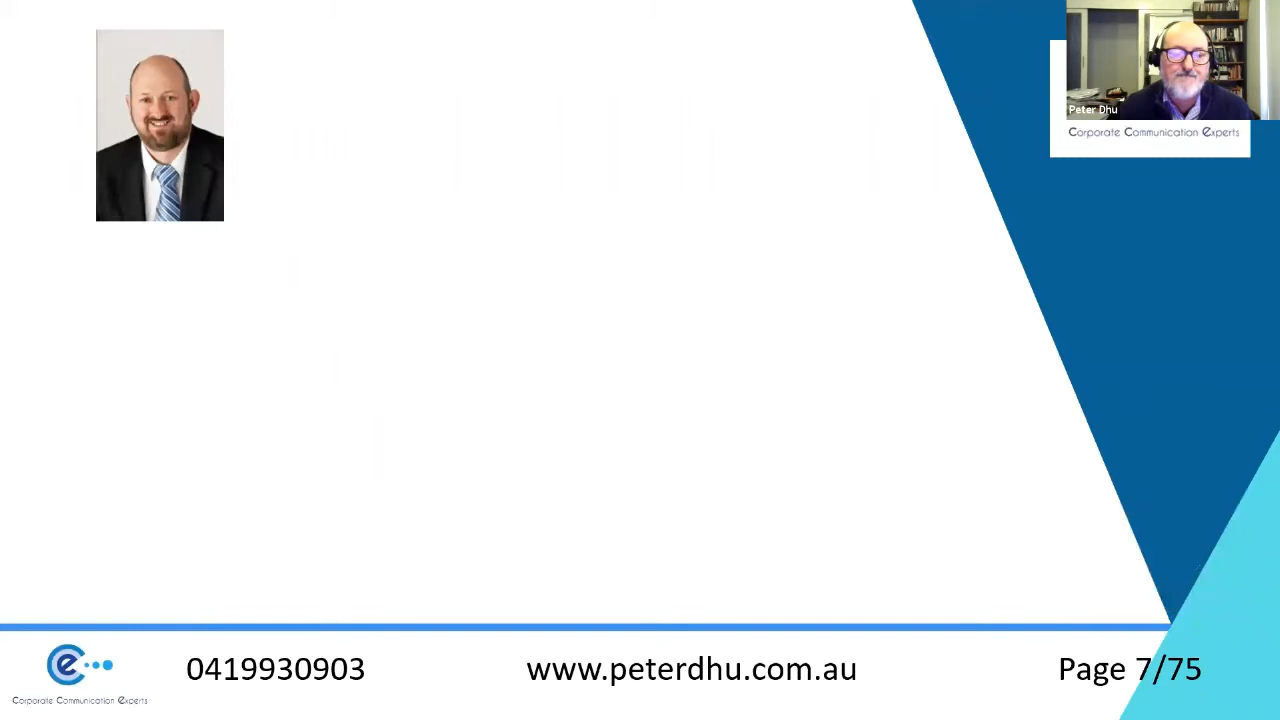 Peter Dhu
Corporate Communication Experts
0419930903
www.peterdhu.com.au
Page 7/75
Corporate Communication Experts